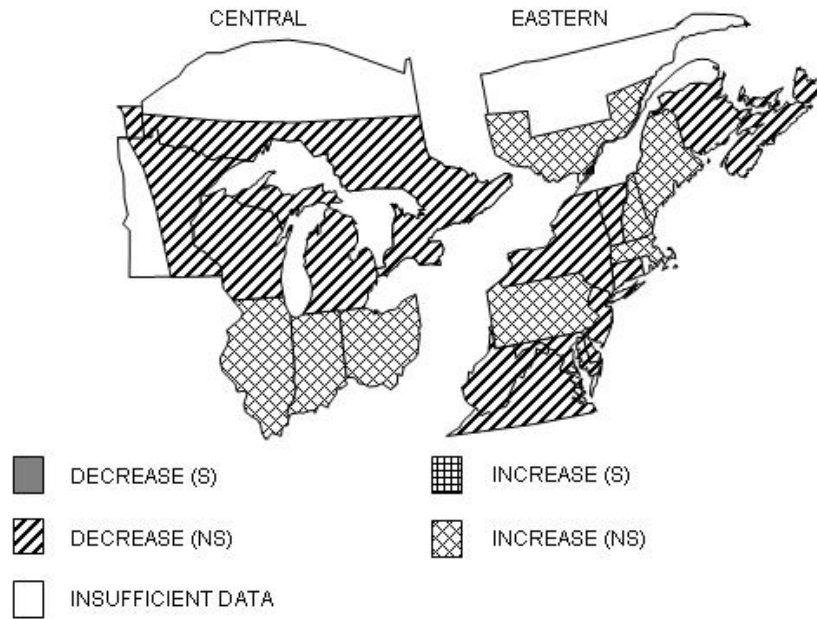 CENTRAL
EASTERN
DECREASE (S)
INCREASE (S)
DECREASE (NS)
INCREASE (NS)
INSUFFICIENT DATA